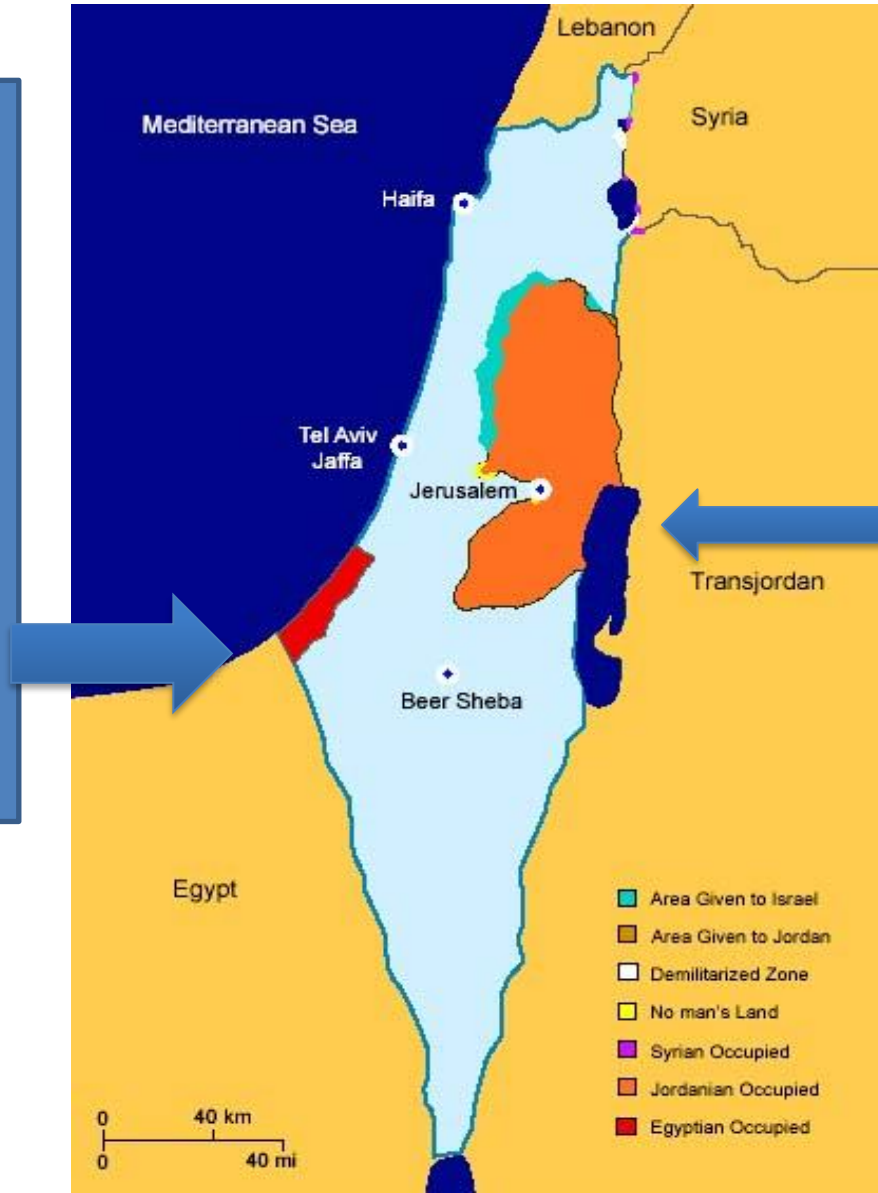 Lebanon
Mediterranean Sea
Syria
Haifa
Tel Aviv
Jaffa
Jerusalem
Transjordan
Beer Sheba
Egypt
Area Given to Israel
Area Given to Jordan
Demilitarized Zone
No man's Land
Syrian Occupied
Jordanian Occupied
Egyptian Occupied
0 40 km
0 40 mi